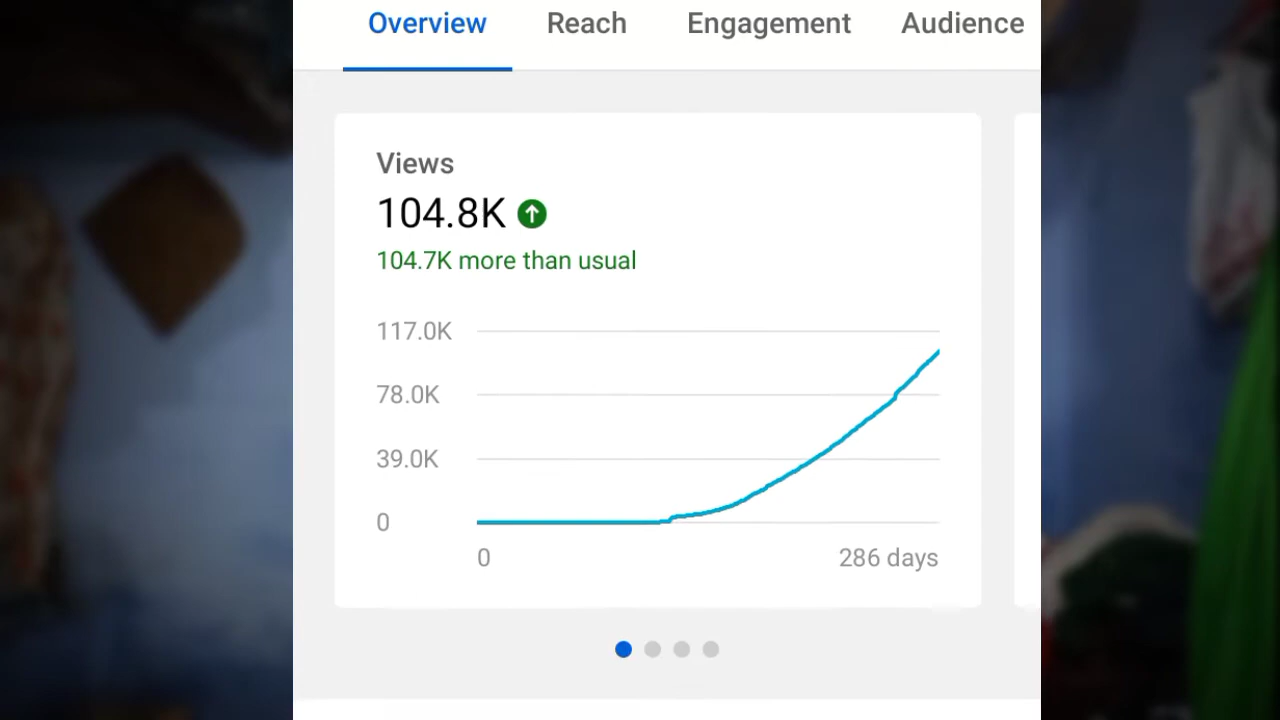 Overview Reach Engagement Audience
Views
104.8K
104.7K more than usual
117.0K
78.0K
39.0K
0
0 286 days